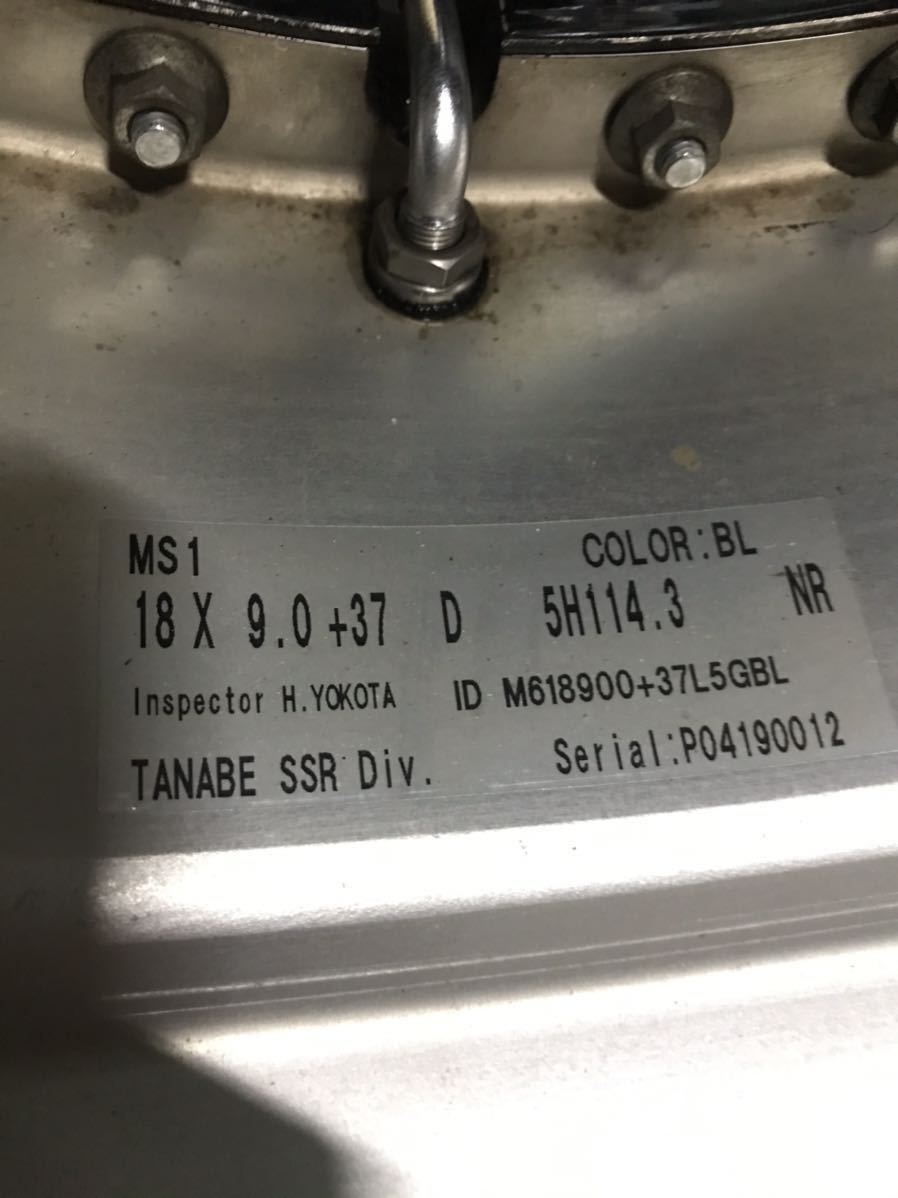 MS1 COLOR:BL
18 X 9.0 +37 D 5H114.3 NR
Inspector H.YOKOTA ID M618900+37L5GBL
TANABE SSR Div. Serial:P04190012